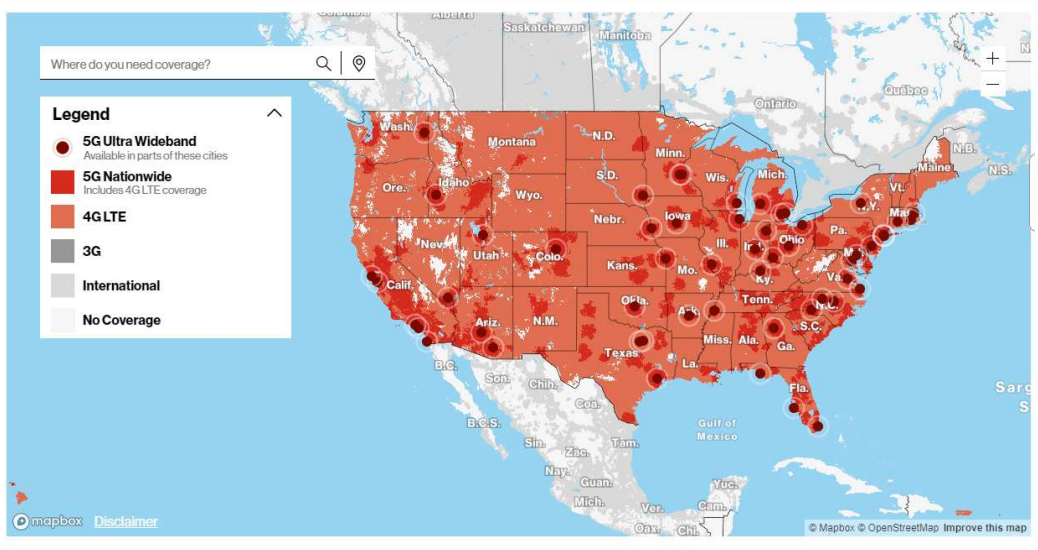 Columbia
Alberta
Saskatchewan
Manitoba
N
Where do you need coverage?
+
−
Ontario
Québec
Legend
5G Ultra Wideband
Available in parts of these cities
5G Nationwide
Includes 4G LTE coverage
4G LTE
3G
International
No Coverage
Wash.
Montana
N.D.
Minn.
N.B.
Maine
N.S.
Ore.
Idaho
Wyo.
S.D.
Wis.
Mich.
Vt.
N.Y.
Nebr.
Iowa
Pa.
Nev.
Utah
Colo.
Ill.
Ohio
Calif.
Kans.
Mo.
Ky.
Va.
Ariz.
N.M.
Okla.
Ark.
Tenn.
N.C.
S.C.
Texas
Miss.
Ala.
Ga.
La.
Fla.
B.C.
Son.
Chih.
Coa.
Sarg
S
B.C.S.
Gulf of
Mexico
Sin.
Tam.
Zac.
Nay.
Guan.
Yuc.
Mich.
Ver.
Cam.
Oax.
Chi.
mapbox
Disclaimer
© Mapbox © OpenStreetMap Improve this map